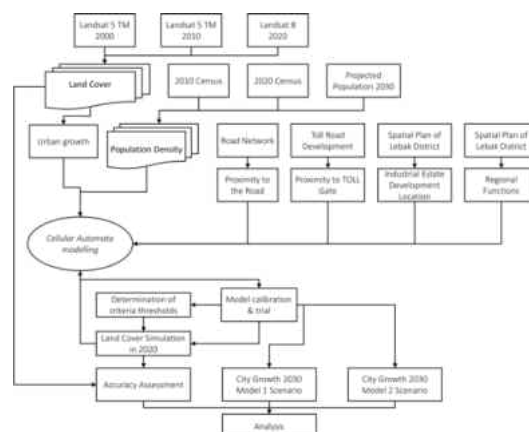 Landsat 5 TM
2000
Landsat 5 TM
2010
Landsat 8
2020
Land Cover
2010 Census
2020 Census
Projected
Population 2030
Urban growth
Population Density
Road Network
Toll Road
Development
Spatial Plan of
Lebak District
Spatial Plan of
Lebak District
Proximity to
the Road
Proximity to TOLL
Gate
Industrial Estate
Development
Location
Regional
Functions
Cellular Automate
modelling
Determination of
criteria thresholds
Model calibration
& trial
Land Cover Simulation
in 2020
Accuracy Assessment
City Growth 2030
Model 1 Scenario
City Growth 2030
Model 2 Scenario
Analysis